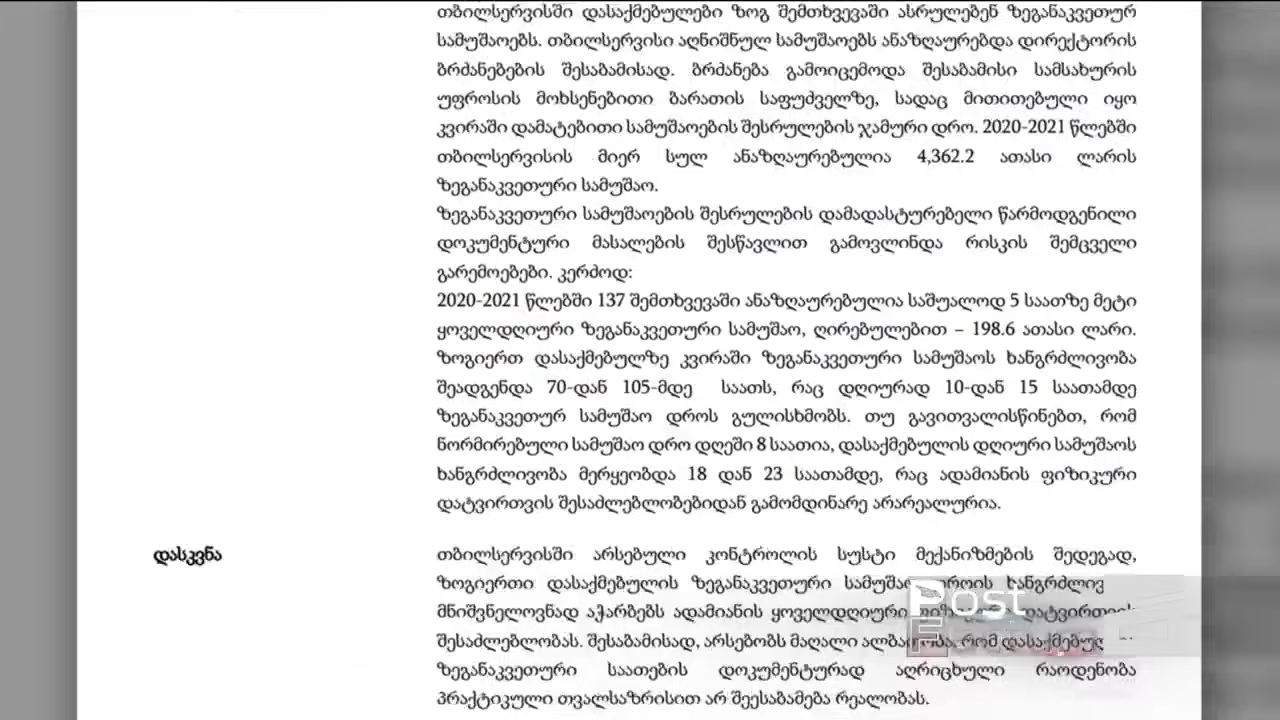 თბილსერვისში დასაქმებულები ზოგ შემთხვევაში ასრულებენ ზეგანაკვეთურ
სამუშაოებს. თბილსერვისი აღნიშნულ სამუშაოებს ანაზღაურებდა დირექტორის
ბრძანებების შესაბამისად. ბრძანება გამოიცემოდა შესაბამისი სამსახურის
უფროსის მოხსენებითი ბარათის საფუძველზე, სადაც მითითებული იყო
კვირაში დამატებითი სამუშაოების შესრულების ჯამური დრო. 2020-2021 წლებში
თბილსერვისის მიერ სულ ანაზღაურებულია 4,362.2 ათასი ლარის
ზეგანაკვეთური სამუშაო.
ზეგანაკვეთური სამუშაოების შესრულების დამადასტურებელი წარმოდგენილი
დოკუმენტური მასალების შესწავლით გამოვლინდა რისკის შემცველი
გარემოებები. კერძოდ:
2020-2021 წლებში 137 შემთხვევაში ანაზღაურებულია საშუალოდ 5 საათზე მეტი
ყოველდღიური ზეგანაკვეთური სამუშაო, ღირებულებით – 198.6 ათასი ლარი.
ზოგიერთ დასაქმებულზე კვირაში ზეგანაკვეთური სამუშაოს ხანგრძლივობა
შეადგენდა 70-დან 105-მდე საათს, რაც დღიურად 10-დან 15 საათამდე
ზეგანაკვეთურ სამუშაო დროს გულისხმობს. თუ გავითვალისწინებთ, რომ
ნორმირებული სამუშაო დრო დღეში 8 საათია, დასაქმებულის დღიური სამუშაოს
ხანგრძლივობა მერყეობდა 18 დან 23 საათამდე, რაც ადამიანის ფიზიკური
დატვირთვის შესაძლებლობებიდან გამომდინარე არარეალურია.
დასკვნა
თბილსერვისში არსებული კონტროლის სუსტი მექანიზმების შედეგად,
ზოგიერთი დასაქმებულის ზეგანაკვეთური
მნიშვნელოვნად აჭარბებს ადამიანის ყოველდღიური
შესაძლებლობას. შესაბამისად, არსებობს მაღალი ალბათობა, რომ
ზეგანაკვეთური საათების დოკუმენტურად აღრიცხული რაოდენობა
პრაქტიკული თვალსაზრისით არ შეესაბამება რეალობას.
Post